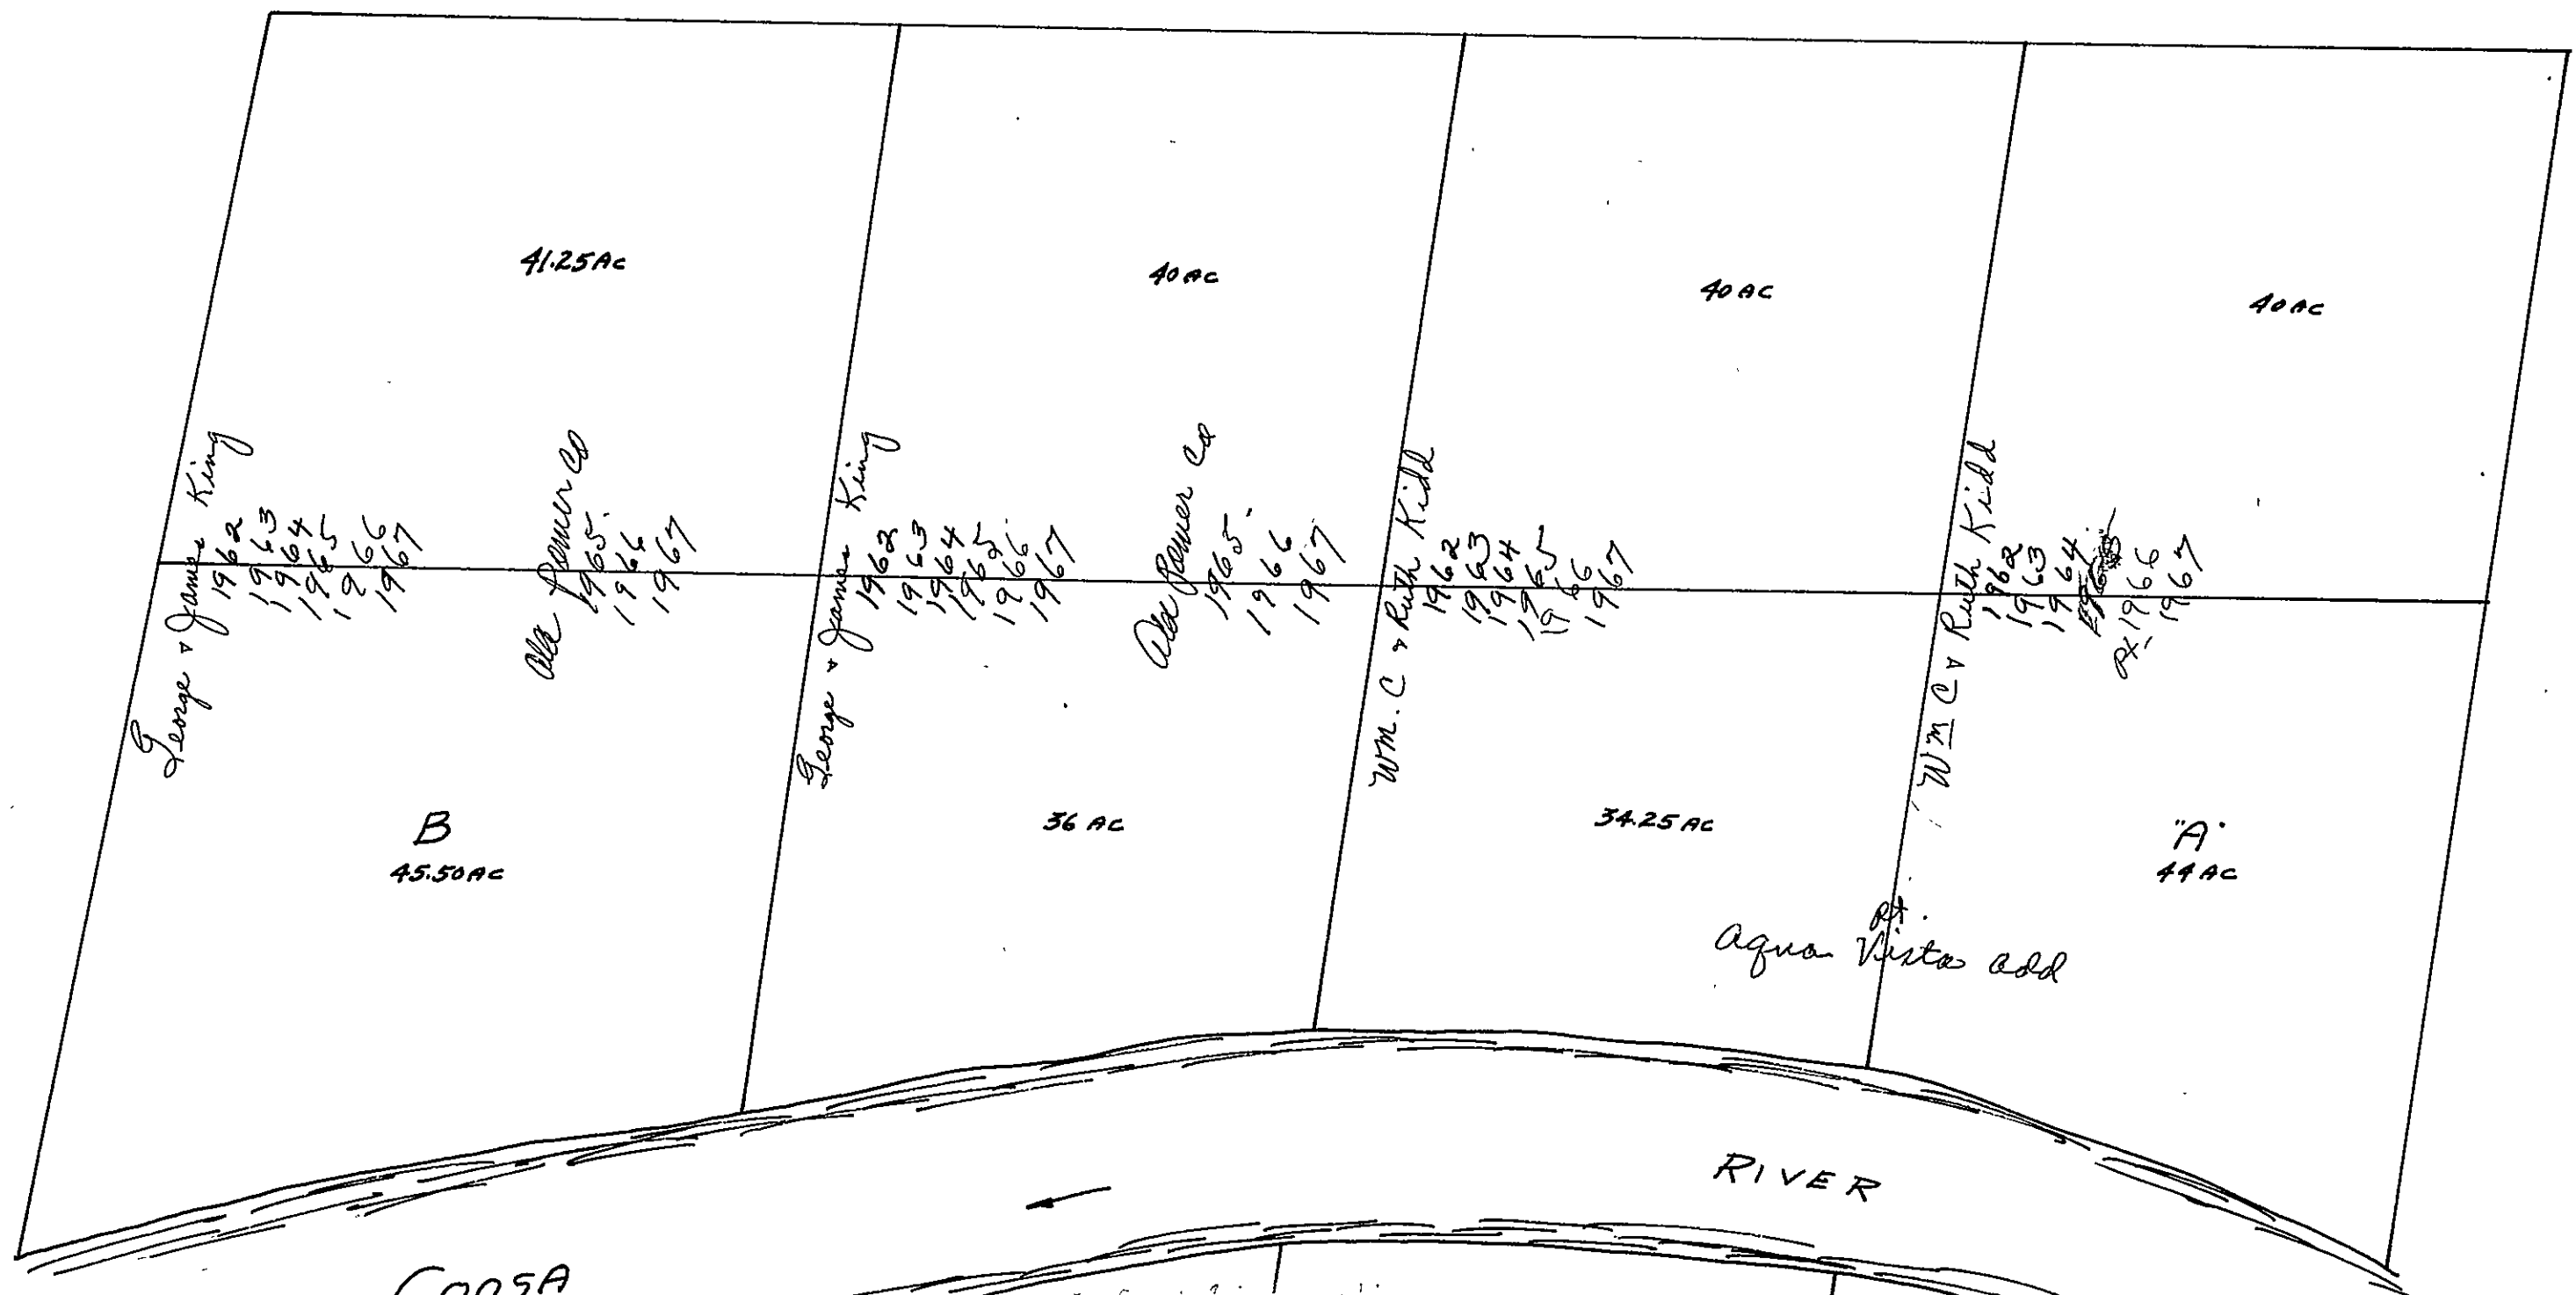 41.25 AC
40 AC
40 AC
40 AC
George & James King
1962
1963
1964
1965
1966
1967
Ala Power Co
1965
1966
1967
George & James King
1962
1963
1964
1965
1966
1967
Ala Power Co
1965
1966
1967
Wm. C & Ruth Kidd
1962
1963
1964
1965
1966
1967
Wm C & Ruth Kidd
1962
1963
1964
Pt. 1966
1967
B
45.50 AC
36 AC
34.25 AC
"A"
44 AC
Pt.
Aqua Vista add
RIVER
COOSA